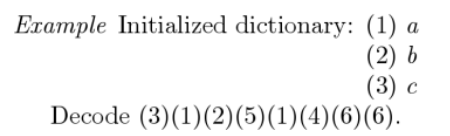 Example Initialized dictionary: (1) a
(2) b
(3) c
Decode (3)(1)(2)(5)(1)(4)(6)(6).